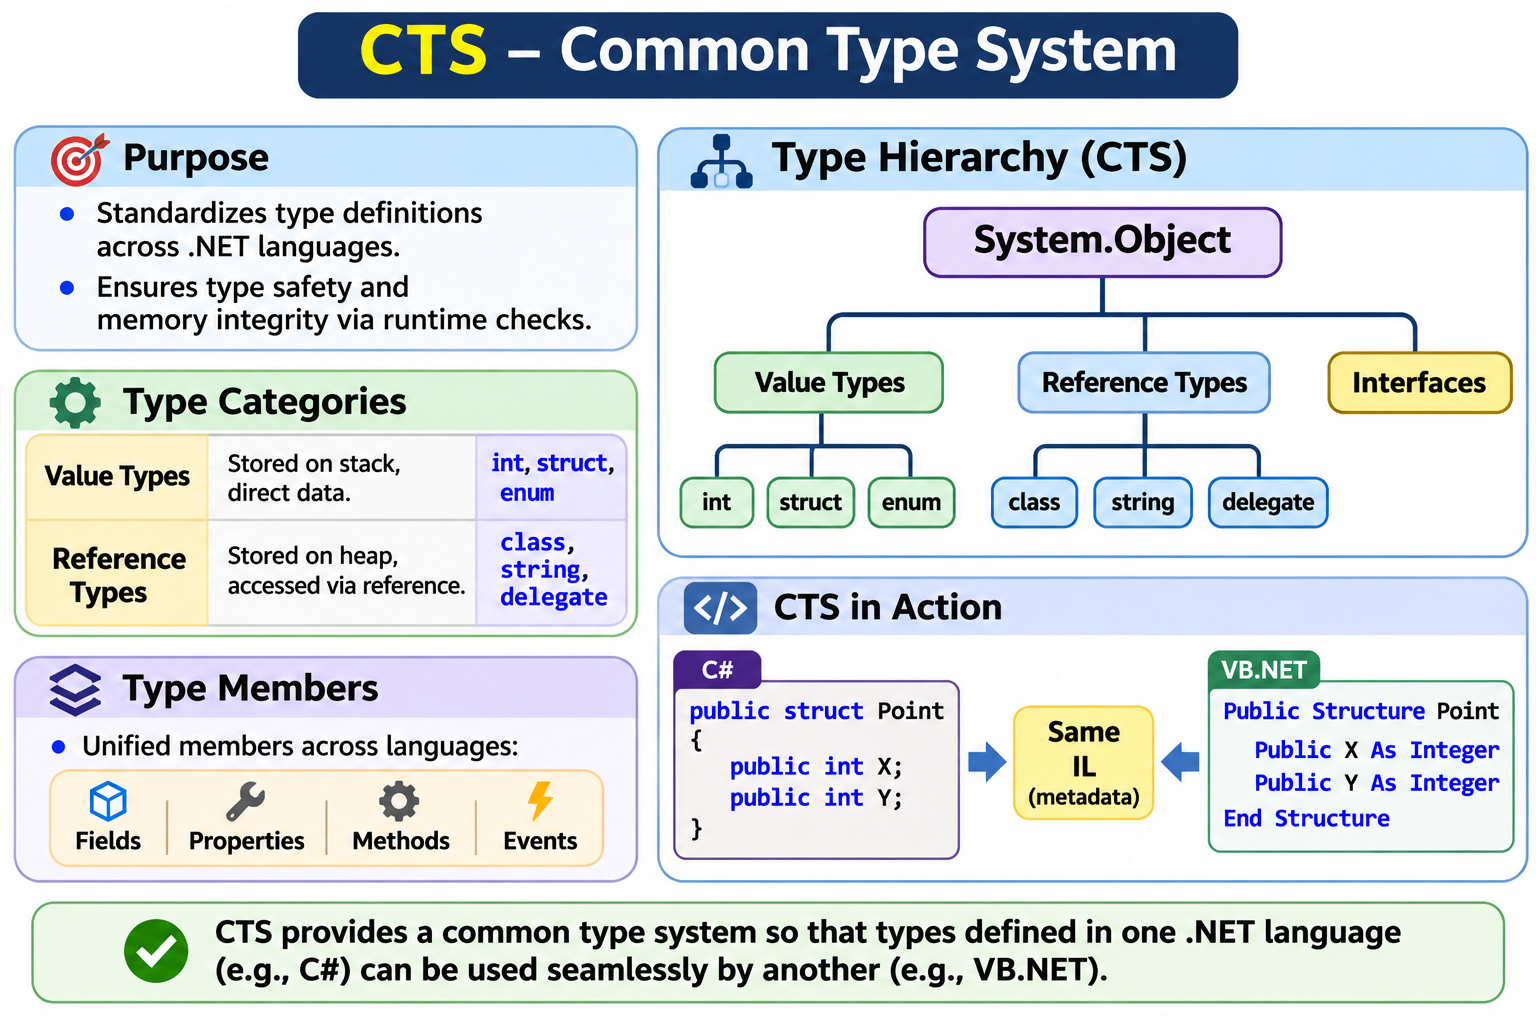 CTS – Common Type System
Purpose
• Standardizes type definitions
across .NET languages.
• Ensures type safety and
memory integrity via runtime checks.
Type Categories
Value Types
Stored on stack,
direct data.
int, struct,
enum
Reference
Types
Stored on heap,
accessed via reference.
class,
string,
delegate
Type Members
• Unified members across languages:
Fields
Properties
Methods
Events
Type Hierarchy (CTS)
System.Object
Value Types
Reference Types
Interfaces
int
struct
enum
class
string
delegate
</> CTS in Action
C#
public struct Point
{
public int X;
public int Y;
}
Same
IL
(metadata)
VB.NET
Public Structure Point
Public X As Integer
Public Y As Integer
End Structure
CTS provides a common type system so that types defined in one .NET language
(e.g., C#) can be used seamlessly by another (e.g., VB.NET).